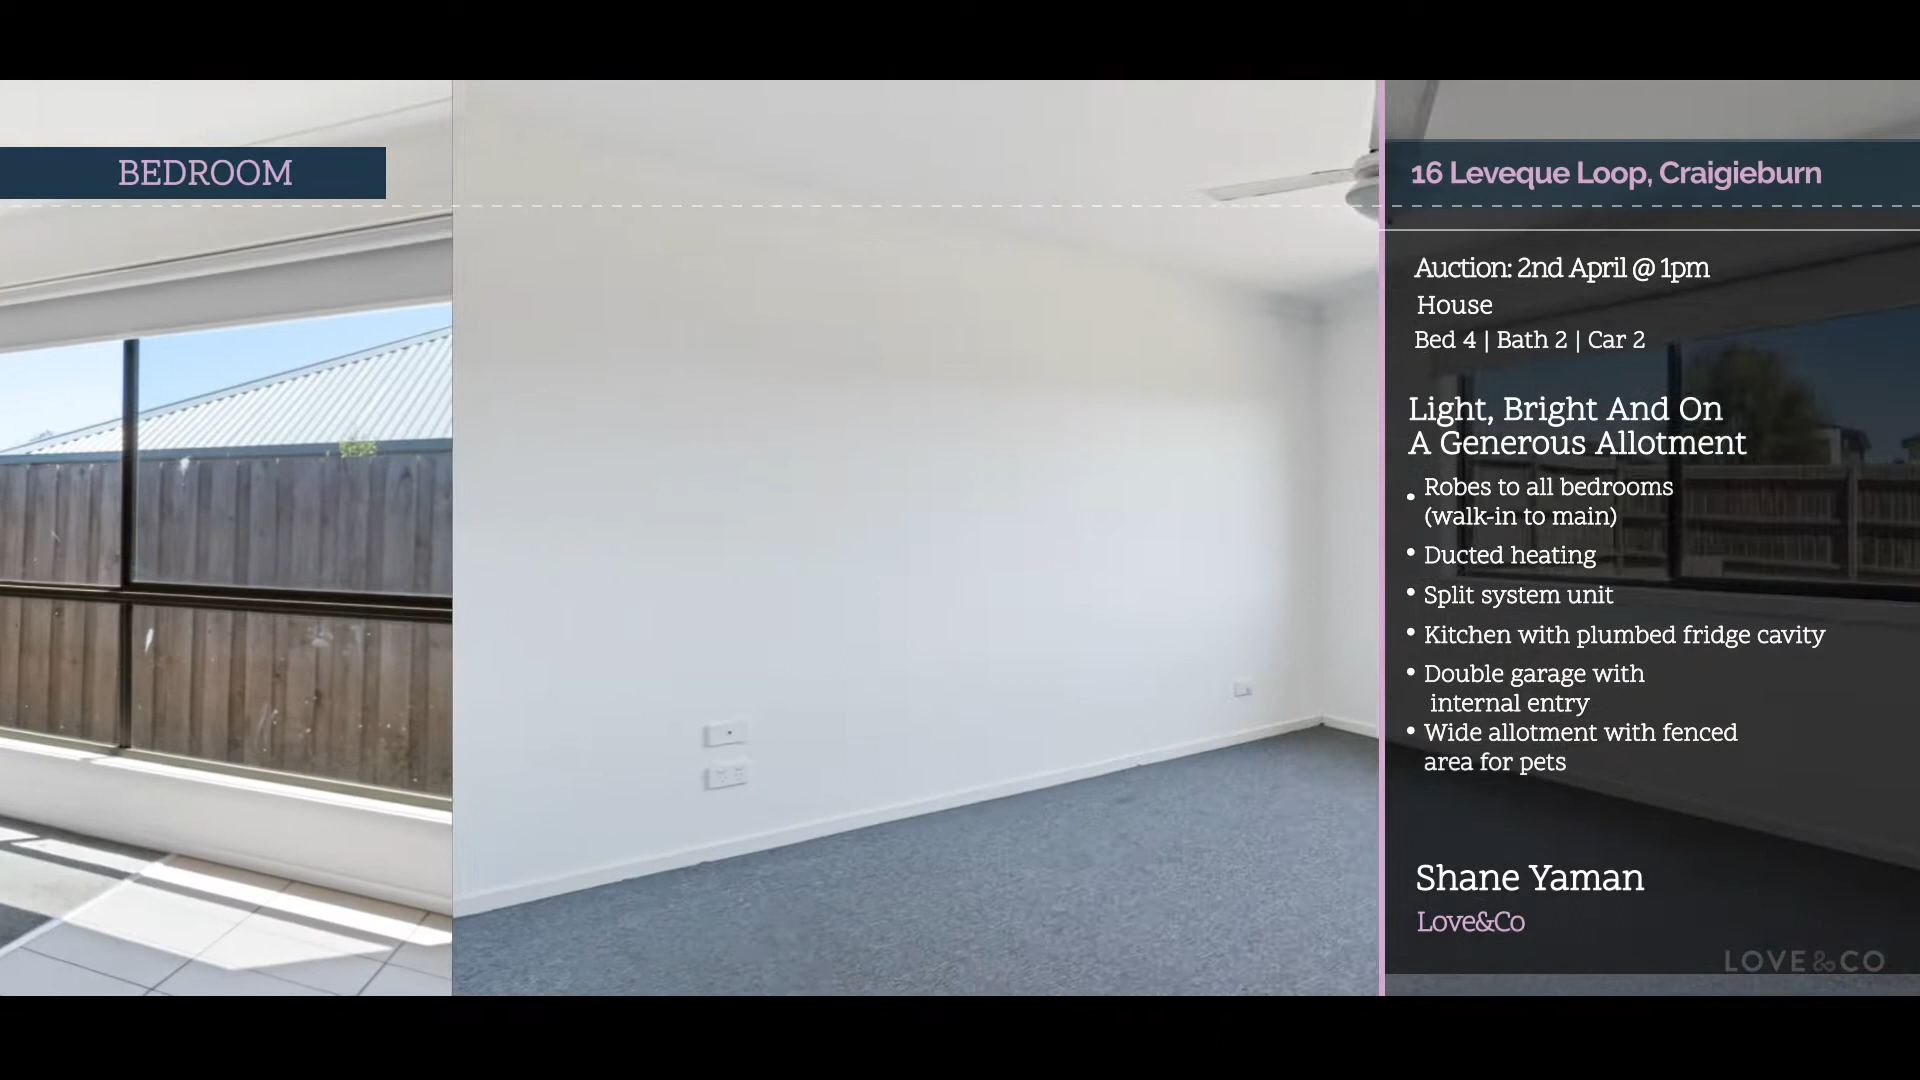 BEDROOM
16 Leveque Loop, Craigieburn
Auction: 2nd April @ 1pm
House
Bed 4 | Bath 2 | Car 2
Light, Bright And On
A Generous Allotment
• Robes to all bedrooms
(walk-in to main)
• Ducted heating
• Split system unit
• Kitchen with plumbed fridge cavity
• Double garage with
internal entry
• Wide allotment with fenced
area for pets
Shane Yaman
Love&Co
LOVE&CO